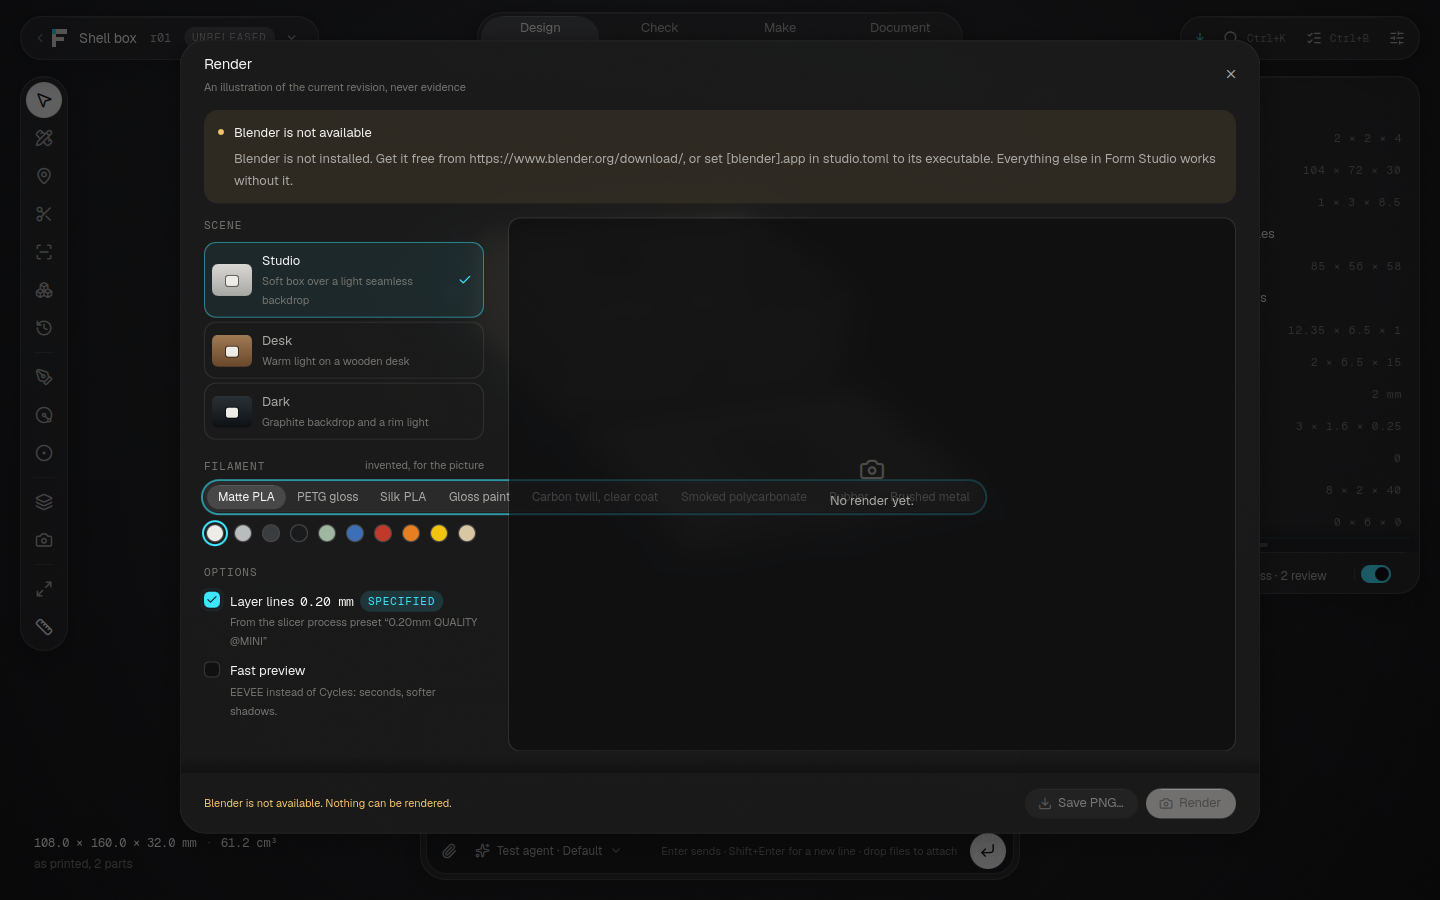 Shell box r01 UNRELEASED
Design Check Make Document
Ctrl+K Ctrl+B
Render
An illustration of the current revision, never evidence
Blender is not available
Blender is not installed. Get it free from https://www.blender.org/download/, or set [blender].app in studio.toml to its executable. Everything else in Form Studio works
without it.
SCENE
Studio
Soft box over a light seamless
backdrop
Desk
Warm light on a wooden desk
Dark
Graphite backdrop and a rim light
FILAMENT invented, for the picture
Matte PLA PETG gloss Silk PLA Gloss paint Carbon twill, clear coat Smoked polycarbonate Rubber Brushed metal
No render yet.
OPTIONS
Layer lines 0.20 mm SPECIFIED
From the slicer process preset “0.20mm QUALITY
@MINI”
Fast preview
EEVEE instead of Cycles: seconds, softer
shadows.
Blender is not available. Nothing can be rendered.
Save PNG… Render
2 × 2 × 4
104 × 72 × 30
1 × 3 × 8.5
es
85 × 56 × 58
s
12.35 × 6.5 × 1
2 × 6.5 × 15
2 mm
3 × 1.6 × 0.25
0
8 × 2 × 40
0 × 6 × 0
ss · 2 review
108.0 × 160.0 × 32.0 mm · 61.2 cm³
as printed, 2 parts
Test agent · Default
Enter sends · Shift+Enter for a new line · drop files to attach